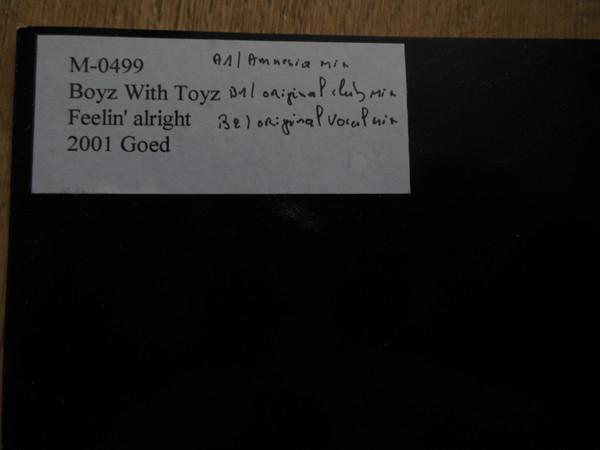 M-0499 A1/Amnesia mix
Boyz With Toyz B1/original club mix
Feelin' alright B2/original vocal mix
2001 Goed